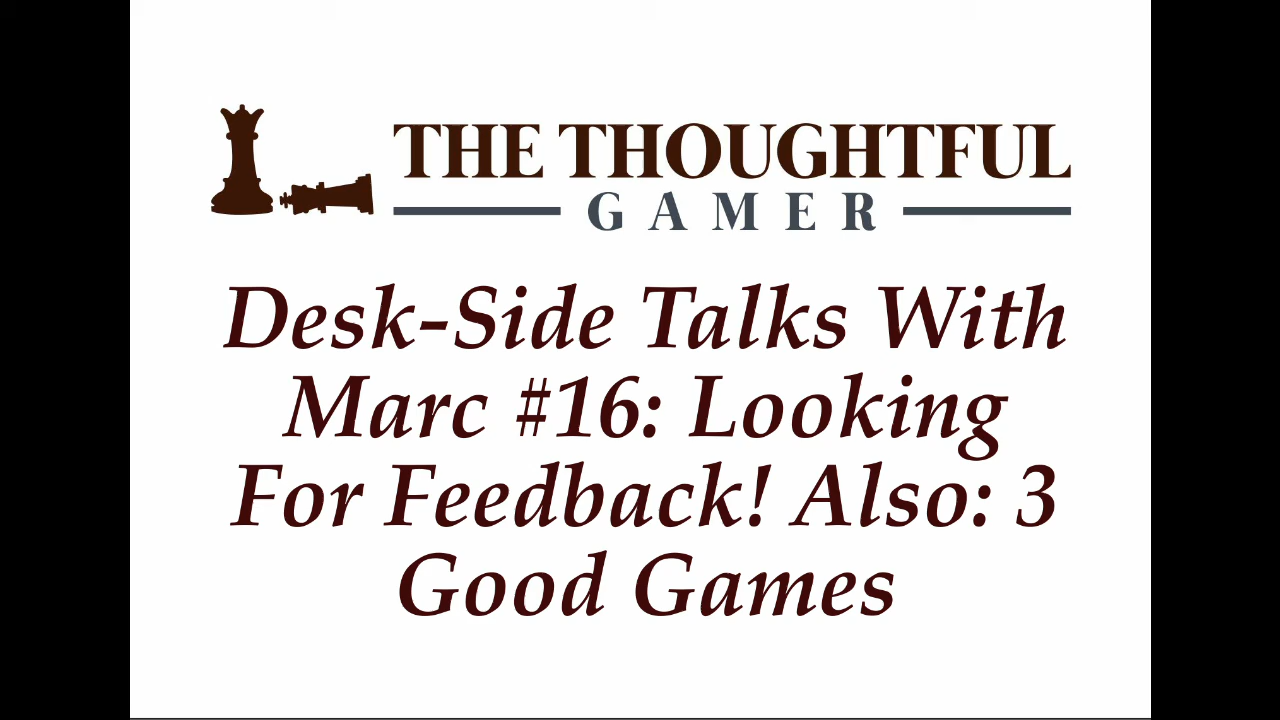 THE THOUGHTFUL
GAMER
Desk-Side Talks With
Marc #16: Looking
For Feedback! Also: 3
Good Games